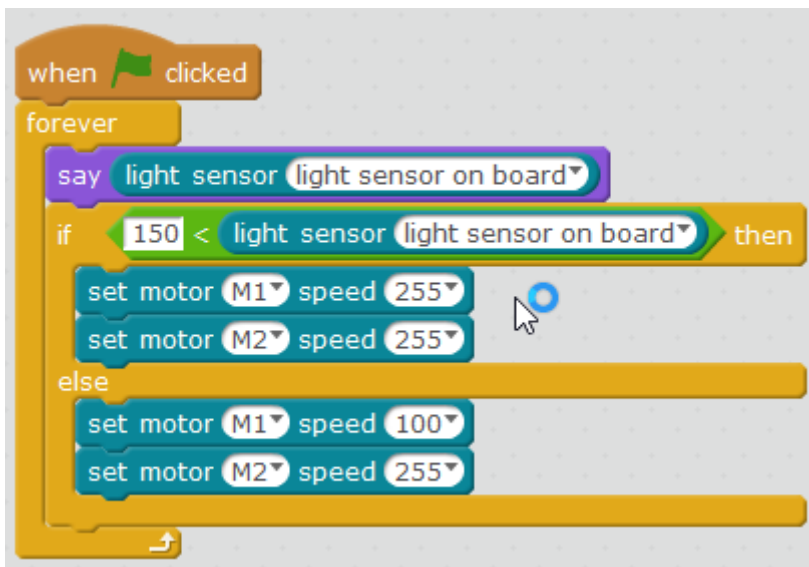 when clicked
forever
say light sensor light sensor on board
if 150 < light sensor light sensor on board then
set motor M1 speed 255
set motor M2 speed 255
else
set motor M1 speed 100
set motor M2 speed 255